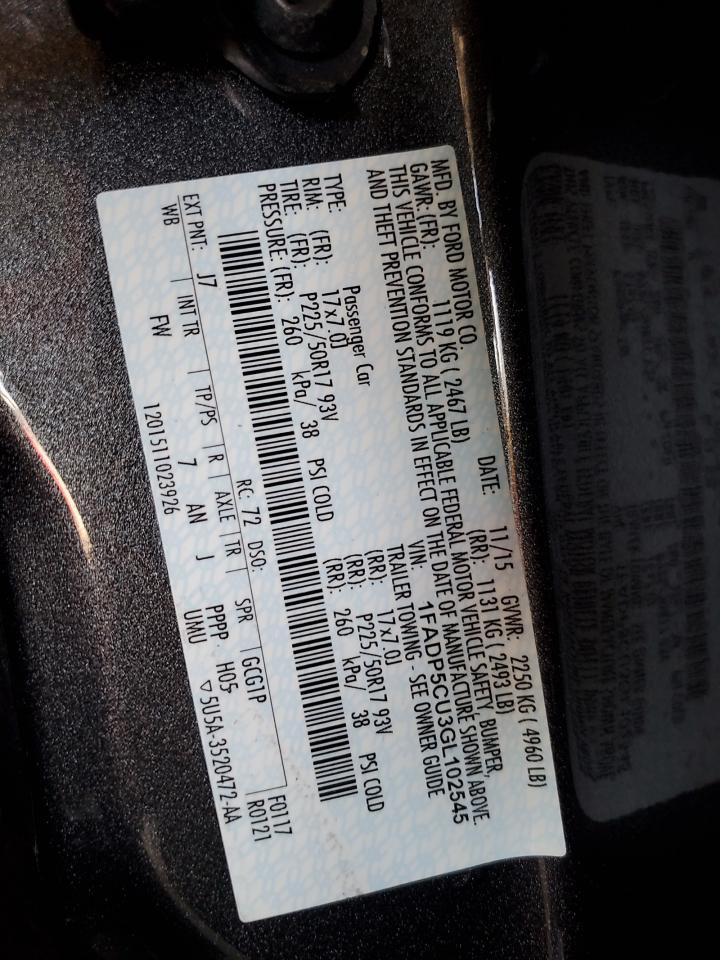 MFD. BY FORD MOTOR CO. DATE: 11/15 GVWR: 2250 KG ( 4960 LB)
GAWR: (FR): 1119 KG ( 2467 LB) (RR): 1131 KG ( 2493 LB)
THIS VEHICLE CONFORMS TO ALL APPLICABLE FEDERAL MOTOR VEHICLE SAFETY, BUMPER,
AND THEFT PREVENTION STANDARDS IN EFFECT ON THE DATE OF MANUFACTURE SHOWN ABOVE.
VIN: 1FADP5CU3GL102545
TYPE: Passenger Car TRAILER TOWING - SEE OWNER GUIDE
RIM: (FR): 17x7.0J (RR): 17x7.0J
TIRE: (FR): P225/50R17 93V (RR): P225/50R17 93V
PRESSURE: (FR): 260 kPa/ 38 PSI COLD (RR): 260 kPa/ 38 PSI COLD
EXT PNT: J7 RC: 72 DSO: F0117
WB INT TR TP/PS R AXLE TR SPR GCG1P R0121
FW 7 AN J PPPP H05
1201511023926 UMU ▽5U5A-3520472-AA